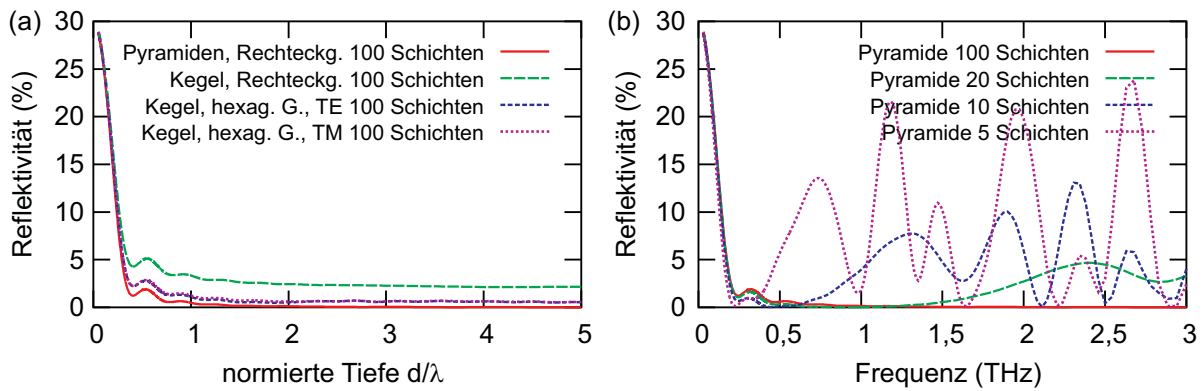 (a)
30
25
20
15
10
5
0
Reflektivität (%)
Pyramiden, Rechteckg. 100 Schichten
Kegel, Rechteckg. 100 Schichten
Kegel, hexag. G., TE 100 Schichten
Kegel, hexag. G., TM 100 Schichten
0 1 2 3 4 5
normierte Tiefe d/λ
(b)
30
25
20
15
10
5
0
Reflektivität (%)
Pyramide 100 Schichten
Pyramide 20 Schichten
Pyramide 10 Schichten
Pyramide 5 Schichten
0 0,5 1 1,5 2 2,5 3
Frequenz (THz)